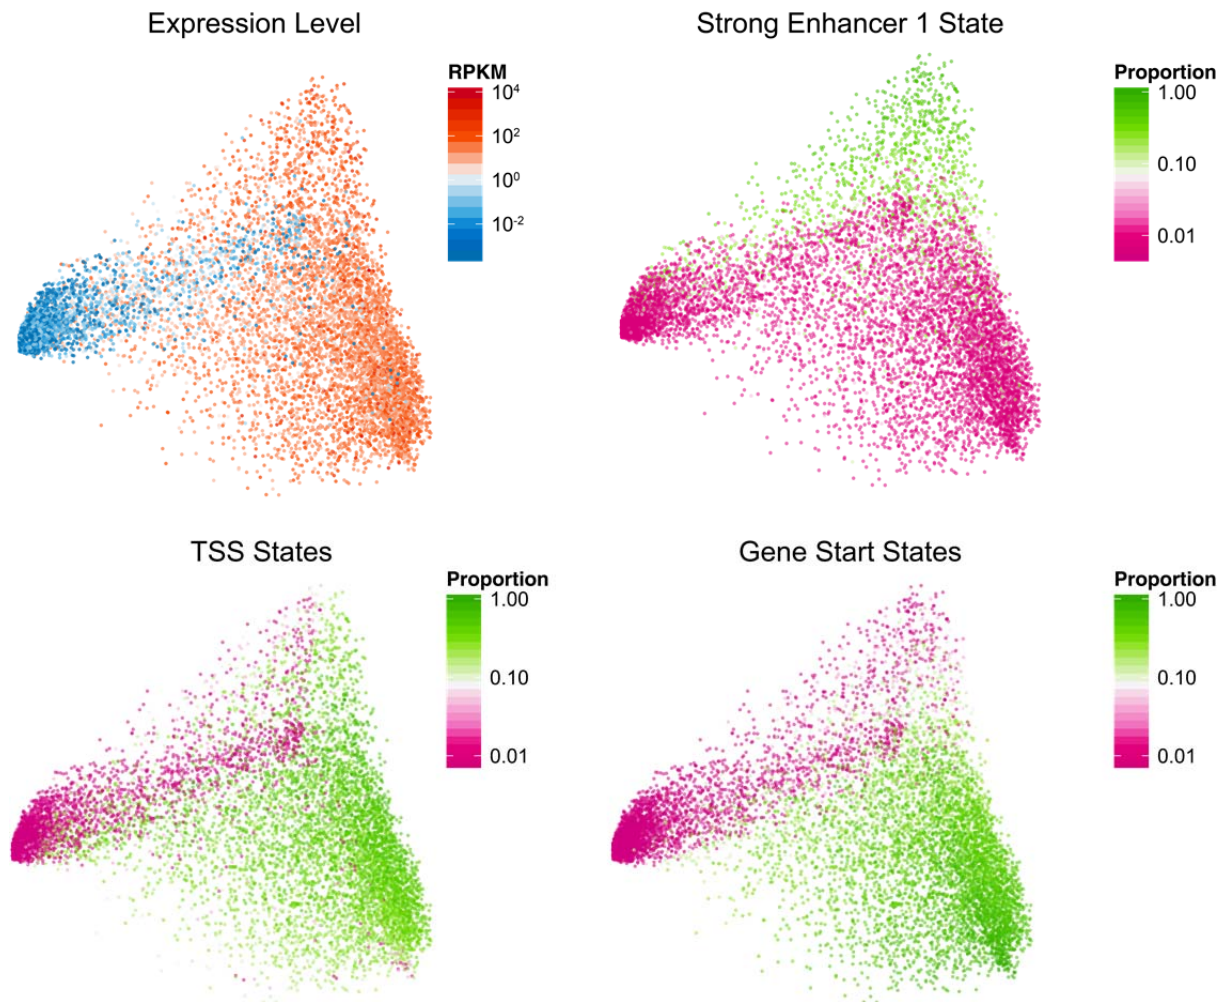 Expression Level
RPKM
10⁴
10²
10⁰
10⁻²
Strong Enhancer 1 State
Proportion
1.00
0.10
0.01
TSS States
Proportion
1.00
0.10
0.01
Gene Start States
Proportion
1.00
0.10
0.01